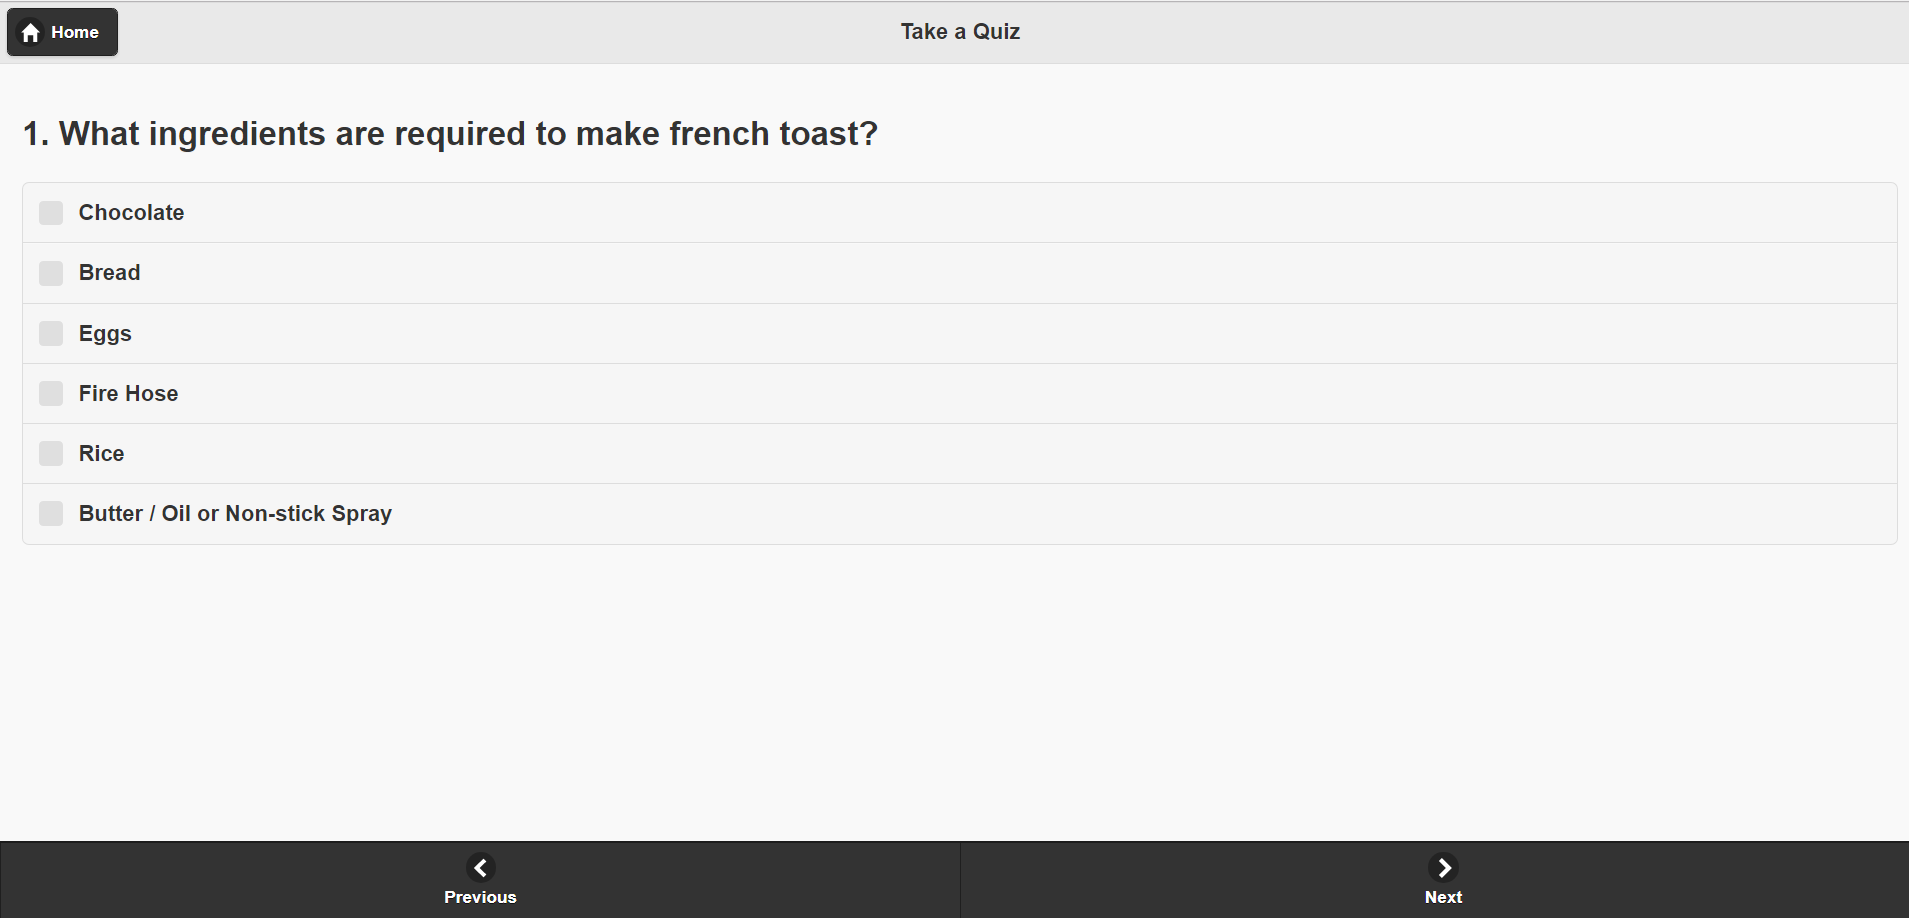 Home
Take a Quiz
1. What ingredients are required to make french toast?
Chocolate
Bread
Eggs
Fire Hose
Rice
Butter / Oil or Non-stick Spray
Previous
Next